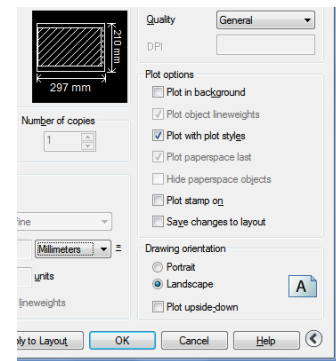 Quality General
DPI
210 mm
297 mm
Plot options
Plot in background
Number of copies
1
Plot object lineweights
Plot with plot styles
Plot paperspace last
Hide paperspace objects
Plot stamp on
Save changes to layout
Millimeters =
units
lineweights
Drawing orientation
Portrait
Landscape
A
Plot upside-down
to Layout OK Cancel Help